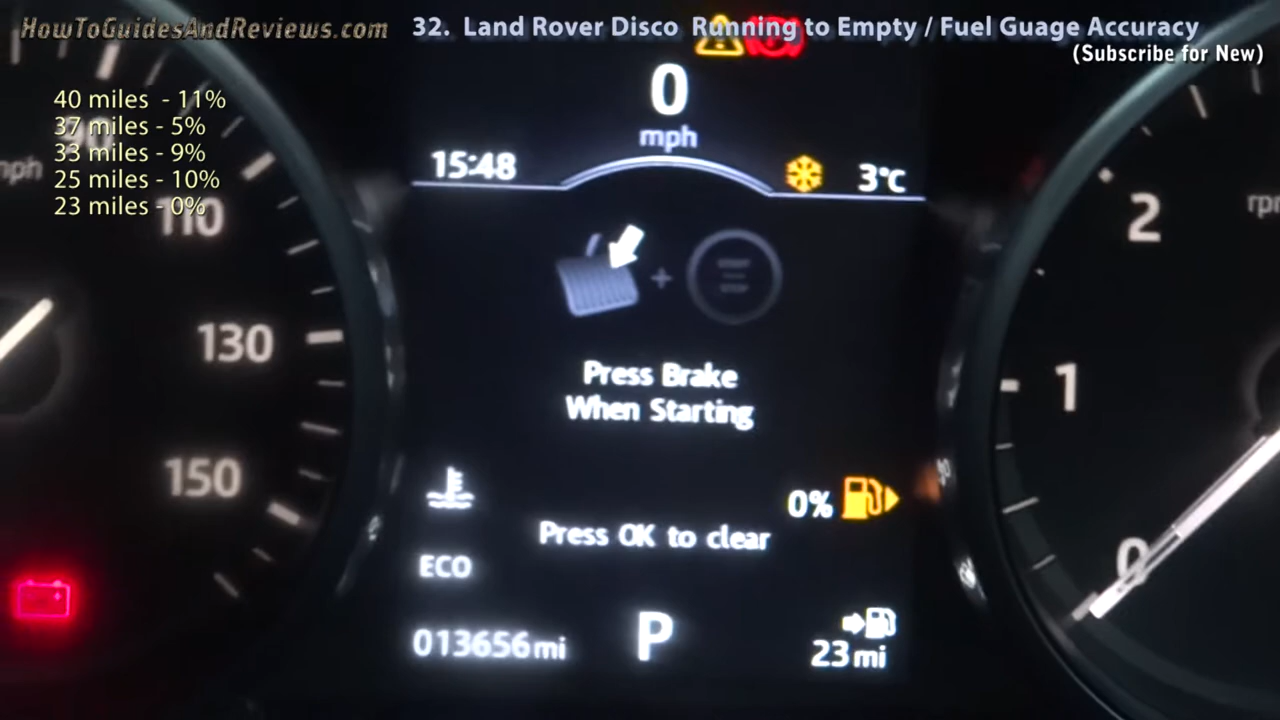 HowToGuidesAndReviews.com
32. Land Rover Disco Running to Empty / Fuel Guage Accuracy
(Subscribe for New)
40 miles - 11%
37 miles - 5%
33 miles - 9%
25 miles - 10%
23 miles - 0%
0
mph
15:48
3°C
mph
90
110
130
150
+
Press Brake
When Starting
0%
Press OK to clear
ECO
013656mi
P
23mi
2
1
0